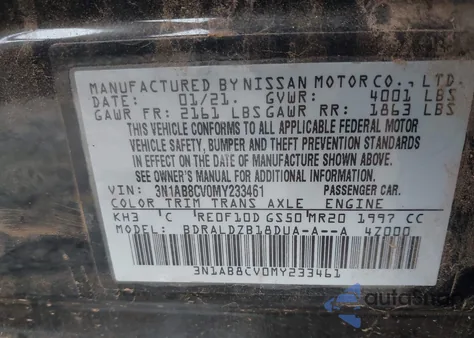 MANUFACTURED BY NISSAN MOTOR CO., LTD.
DATE: 01/21. GVWR: 4001 LBS
GAWR FR: 2161 LBS GAWR RR: 1863 LBS
THIS VEHICLE CONFORMS TO ALL APPLICABLE FEDERAL MOTOR
VEHICLE SAFETY, BUMPER AND THEFT PREVENTION STANDARDS
IN EFFECT ON THE DATE OF MANUFACTURE SHOWN ABOVE.
SEE OWNER'S MANUAL FOR ADDITIONAL INFORMATION.
VIN: 3N1AB8CV0MY233461 PASSENGER CAR.
COLOR TRIM TRANS AXLE ENGINE
KH3 C RE0F10D GS50 MR20 1997 CC
MODEL: BDRALDZB18DUA-A--A 47000
3N1AB8CV0MY233461